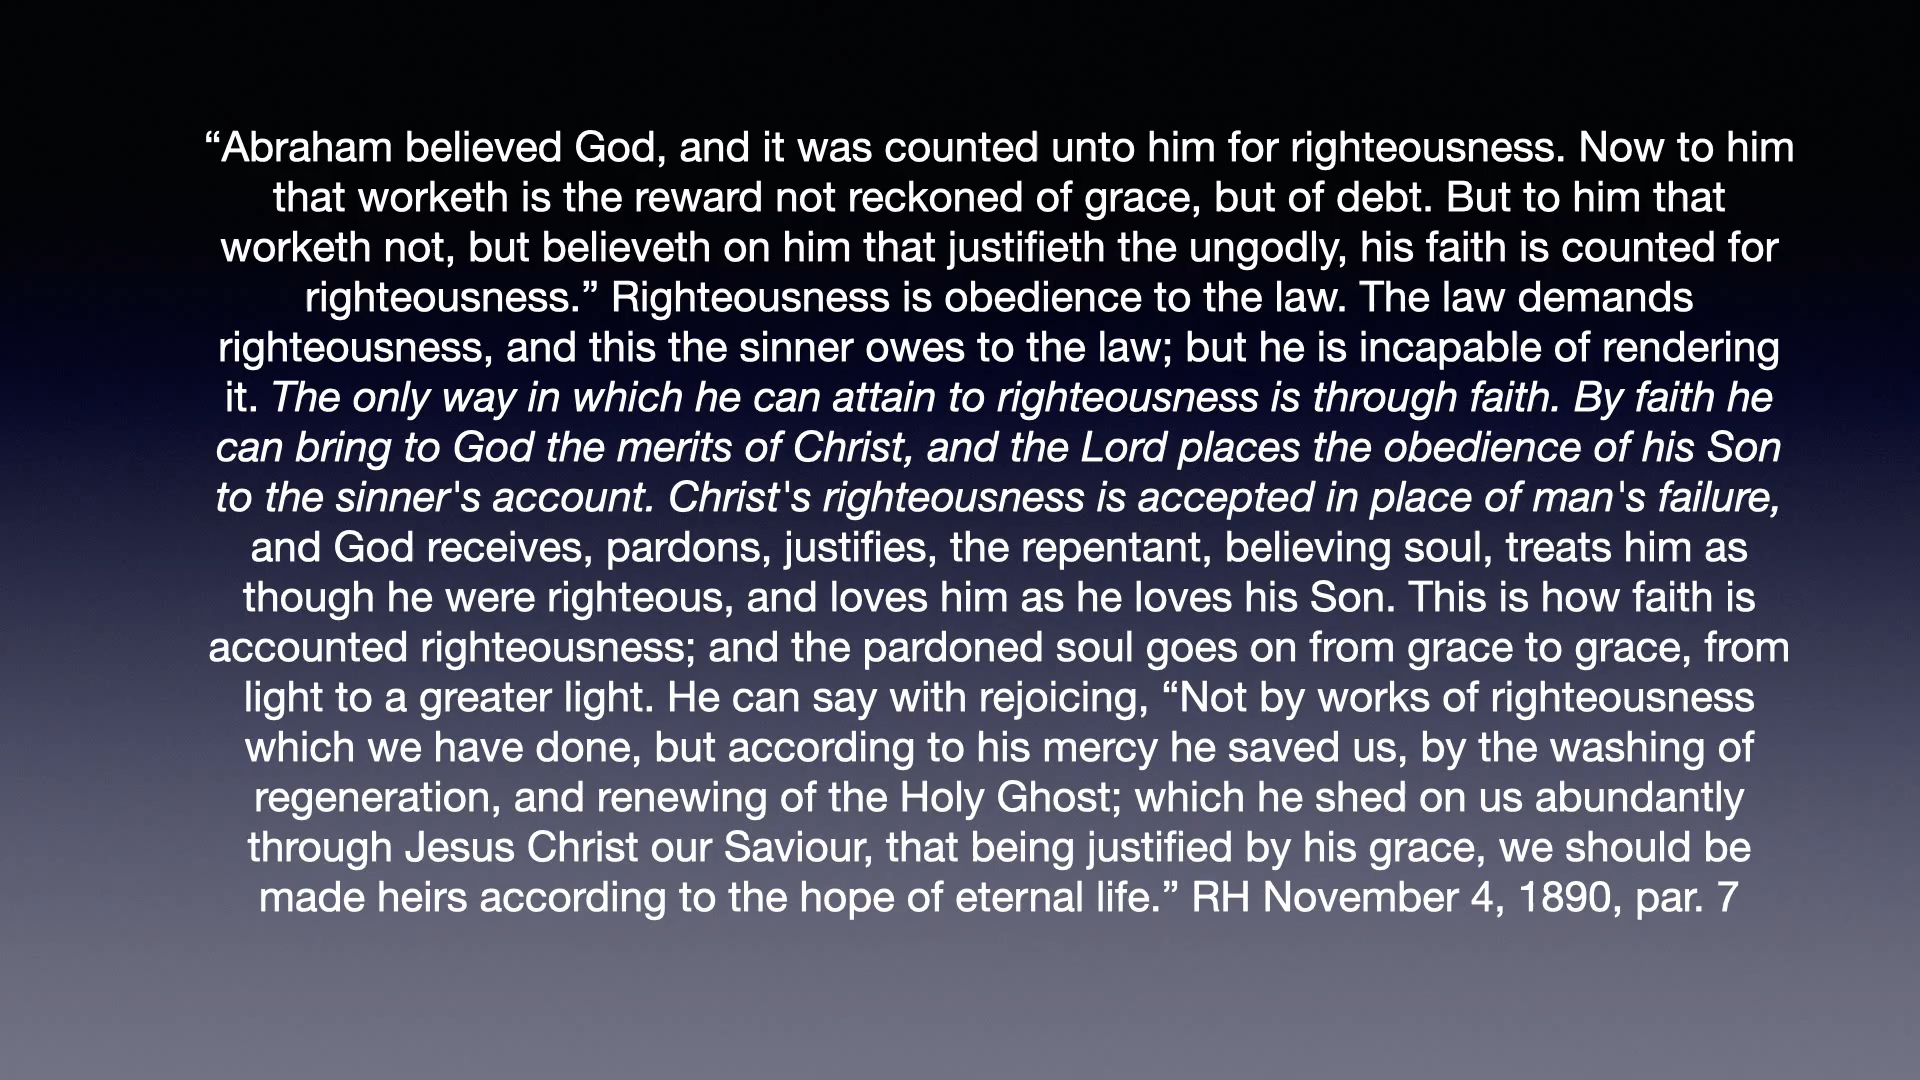 “Abraham believed God, and it was counted unto him for righteousness. Now to him
that worketh is the reward not reckoned of grace, but of debt. But to him that
worketh not, but believeth on him that justifieth the ungodly, his faith is counted for
righteousness.” Righteousness is obedience to the law. The law demands
righteousness, and this the sinner owes to the law; but he is incapable of rendering
it. The only way in which he can attain to righteousness is through faith. By faith he
can bring to God the merits of Christ, and the Lord places the obedience of his Son
to the sinner's account. Christ's righteousness is accepted in place of man's failure,
and God receives, pardons, justifies, the repentant, believing soul, treats him as
though he were righteous, and loves him as he loves his Son. This is how faith is
accounted righteousness; and the pardoned soul goes on from grace to grace, from
light to a greater light. He can say with rejoicing, “Not by works of righteousness
which we have done, but according to his mercy he saved us, by the washing of
regeneration, and renewing of the Holy Ghost; which he shed on us abundantly
through Jesus Christ our Saviour, that being justified by his grace, we should be
made heirs according to the hope of eternal life.” RH November 4, 1890, par. 7